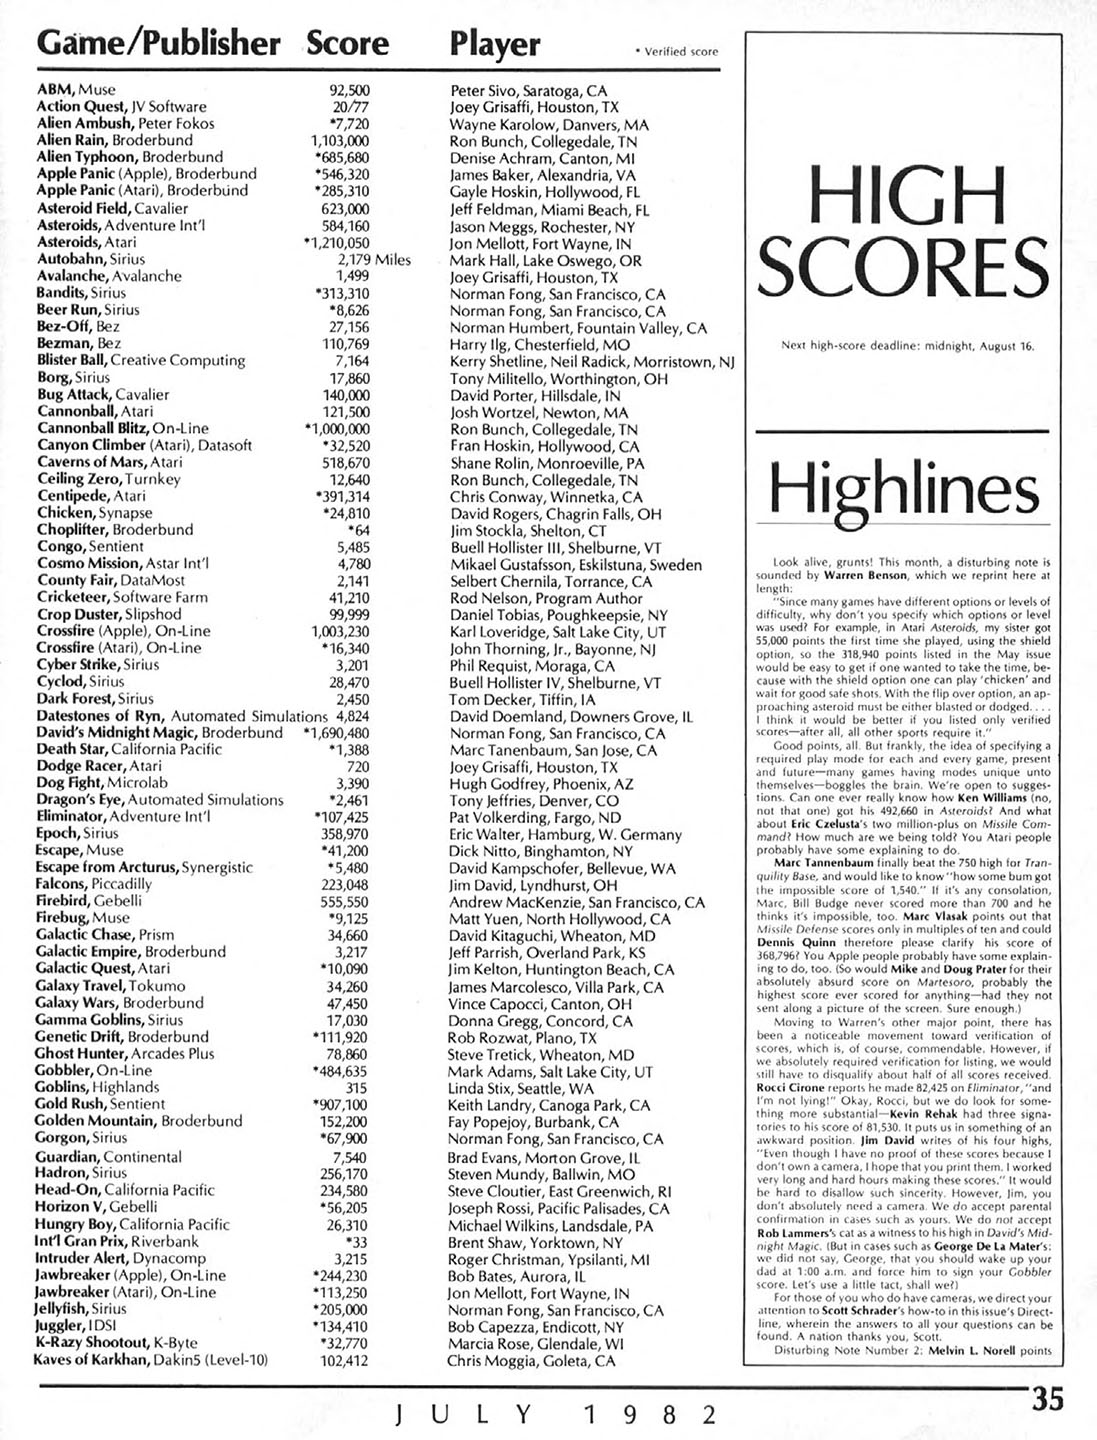 Game/Publisher Score Player * Verified score
ABM, Muse 92,500 Peter Sivo, Saratoga, CA
Action Quest, JV Software 20/77 Joey Grisaffi, Houston, TX
Alien Ambush, Peter Fokos *7,720 Wayne Karolow, Danvers, MA
Alien Rain, Broderbund 1,103,000 Ron Bunch, Collegedale, TN
Alien Typhoon, Broderbund *685,680 Denise Achram, Canton, MI
Apple Panic (Apple), Broderbund *546,320 James Baker, Alexandria, VA
Apple Panic (Atari), Broderbund *285,310 Gayle Hoskin, Hollywood, FL
Asteroid Field, Cavalier 623,000 Jeff Feldman, Miami Beach, FL
Asteroids, Adventure Int'l 584,160 Jason Meggs, Rochester, NY
Asteroids, Atari *1,210,050 Jon Mellott, Fort Wayne, IN
Autobahn, Sirius 2,179 Miles Mark Hall, Lake Oswego, OR
Avalanche, Avalanche 1,499 Joey Grisaffi, Houston, TX
Bandits, Sirius *313,310 Norman Fong, San Francisco, CA
Beer Run, Sirius *8,626 Norman Fong, San Francisco, CA
Bez-Off, Bez 27,156 Norman Humbert, Fountain Valley, CA
Bezman, Bez 110,769 Harry Ilg, Chesterfield, MO
Blister Ball, Creative Computing 7,164 Kerry Shetline, Neil Radick, Morristown, NJ
Borg, Sirius 17,860 Tony Militello, Worthington, OH
Bug Attack, Cavalier 140,000 David Porter, Hillsdale, IN
Cannonball, Atari 121,500 Josh Wortzel, Newton, MA
Cannonball Blitz, On-Line *1,000,000 Ron Bunch, Collegedale, TN
Canyon Climber (Atari), Datasoft *32,520 Fran Hoskin, Hollywood, CA
Caverns of Mars, Atari 518,670 Shane Rolin, Monroeville, PA
Ceiling Zero, Turnkey 12,640 Ron Bunch, Collegedale, TN
Centipede, Atari *391,314 Chris Conway, Winnetka, CA
Chicken, Synapse *24,810 David Rogers, Chagrin Falls, OH
Choplifter, Broderbund *64 Jim Stockla, Shelton, CT
Congo, Sentient 5,485 Buell Hollister III, Shelburne, VT
Cosmo Mission, Astar Int'l 4,780 Mikael Gustafsson, Eskilstuna, Sweden
County Fair, DataMost 2,141 Selbert Chernila, Torrance, CA
Cricketeer, Software Farm 41,210 Rod Nelson, Program Author
Crop Duster, Slipshod 99,999 Daniel Tobias, Poughkeepsie, NY
Crossfire (Apple), On-Line 1,003,230 Karl Loveridge, Salt Lake City, UT
Crossfire (Atari), On-Line *16,340 John Thorning, Jr., Bayonne, NJ
Cyber Strike, Sirius 3,201 Phil Requist, Moraga, CA
Cyclod, Sirius 28,470 Buell Hollister IV, Shelburne, VT
Dark Forest, Sirius 2,450 Tom Decker, Tiffin, IA
Datestones of Ryn, Automated Simulations 4,824 David Doemland, Downers Grove, IL
David's Midnight Magic, Broderbund *1,690,480 Norman Fong, San Francisco, CA
Death Star, California Pacific *1,388 Marc Tanenbaum, San Jose, CA
Dodge Racer, Atari 720 Joey Grisaffi, Houston, TX
Dog Fight, Microlab 3,390 Hugh Godfrey, Phoenix, AZ
Dragon's Eye, Automated Simulations *2,461 Tony Jeffries, Denver, CO
Eliminator, Adventure Int'l *107,425 Pat Volkerding, Fargo, ND
Epoch, Sirius 358,970 Eric Walter, Hamburg, W. Germany
Escape, Muse *41,200 Dick Nitto, Binghamton, NY
Escape from Arcturus, Synergistic *5,480 David Kampschofer, Bellevue, WA
Falcons, Piccadilly 223,048 Jim David, Lyndhurst, OH
Firebird, Gebelli 555,550 Andrew MacKenzie, San Francisco, CA
Firebug, Muse *9,125 Matt Yuen, North Hollywood, CA
Galactic Chase, Prism 34,660 David Kitaguchi, Wheaton, MD
Galactic Empire, Broderbund 3,217 Jeff Parrish, Overland Park, KS
Galactic Quest, Atari *10,090 Jim Kelton, Huntington Beach, CA
Galaxy Travel, Tokumo 34,260 James Marcolesco, Villa Park, CA
Galaxy Wars, Broderbund 47,450 Vince Capocci, Canton, OH
Gamma Goblins, Sirius 17,030 Donna Gregg, Concord, CA
Genetic Drift, Broderbund *111,920 Rob Rozwat, Plano, TX
Ghost Hunter, Arcades Plus 78,860 Steve Tretick, Wheaton, MD
Gobbler, On-Line *484,635 Mark Adams, Salt Lake City, UT
Goblins, Highlands 315 Linda Stix, Seattle, WA
Gold Rush, Sentient *907,100 Keith Landry, Canoga Park, CA
Golden Mountain, Broderbund 152,200 Fay Popejoy, Burbank, CA
Gorgon, Sirius *67,900 Norman Fong, San Francisco, CA
Guardian, Continental 7,540 Brad Evans, Morton Grove, IL
Hadron, Sirius 256,170 Steven Mundy, Ballwin, MO
Head-On, California Pacific 234,580 Steve Cloutier, East Greenwich, RI
Horizon V, Gebelli *56,205 Joseph Rossi, Pacific Palisades, CA
Hungry Boy, California Pacific 26,310 Michael Wilkins, Landsdale, PA
Int'l Gran Prix, Riverbank *33 Brent Shaw, Yorktown, NY
Intruder Alert, Dynacomp 3,215 Roger Christman, Ypsilanti, MI
Jawbreaker (Apple), On-Line *244,230 Bob Bates, Aurora, IL
Jawbreaker (Atari), On-Line *113,250 Jon Mellott, Fort Wayne, IN
Jellyfish, Sirius *205,000 Norman Fong, San Francisco, CA
Juggler, IDSI *134,410 Bob Capezza, Endicott, NY
K-Razy Shootout, K-Byte *32,770 Marcia Rose, Glendale, WI
Kaves of Karkhan, Dakin5 (Level-10) 102,412 Chris Moggia, Goleta, CA
HIGH
SCORES
Next high-score deadline: midnight, August 16.
Highlines
Look alive, grunts! This month, a disturbing note is
sounded by Warren Benson, which we reprint here at
length:
"Since many games have different options or levels of
difficulty, why don't you specify which options or level
was used? For example, in Atari Asteroids, my sister got
55,000 points the first time she played, using the shield
option, so the 318,940 points listed in the May issue
would be easy to get if one wanted to take the time, be-
cause with the shield option one can play 'chicken' and
wait for good safe shots. With the flip over option, an ap-
proaching asteroid must be either blasted or dodged. . . .
I think it would be better if you listed only verified
scores—after all, all other sports require it."
Good points, all. But frankly, the idea of specifying a
required play mode for each and every game, present
and future—many games having modes unique unto
themselves—boggles the brain. We're open to sugges-
tions. Can one ever really know how Ken Williams (no,
not that one) got his 492,660 in Asteroids? And what
about Eric Czelusta's two million-plus on Missile Com-
mand? How much are we being told? You Atari people
probably have some explaining to do.
Marc Tannenbaum finally beat the 750 high for Tran-
quility Base, and would like to know "how some bum got
the impossible score of 1,540." If it's any consolation,
Marc, Bill Budge never scored more than 700 and he
thinks it's impossible, too. Marc Vlasak points out that
Missile Defense scores only in multiples of ten and could
Dennis Quinn therefore please clarify his score of
368,796? You Apple people probably have some explain-
ing to do, too. (So would Mike and Doug Prater for their
absolutely absurd score on Martesoro, probably the
highest score ever scored for anything—had they not
sent along a picture of the screen. Sure enough.)
Moving to Warren's other major point, there has
been a noticeable movement toward verification of
scores, which is, of course, commendable. However, if
we absolutely required verification for listing, we would
still have to disqualify about half of all scores received.
Rocci Cirone reports he made 82,425 on Eliminator, "and
I'm not lying!" Okay, Rocci, but we do look for some-
thing more substantial—Kevin Rehak had three signa-
tories to his score of 81,530. It puts us in something of an
awkward position. Jim David writes of his four highs,
"Even though I have no proof of these scores because I
don't own a camera, I hope that you print them. I worked
very long and hard hours making these scores." It would
be hard to disallow such sincerity. However, Jim, you
don't absolutely need a camera. We do accept parental
confirmation in cases such as yours. We do not accept
Rob Lammers's cat as a witness to his high in David's Mid-
night Magic. (But in cases such as George De La Mater's:
we did not say, George, that you should wake up your
dad at 1:00 a.m. and force him to sign your Gobbler
score. Let's use a little tact, shall we?)
For those of you who do have cameras, we direct your
attention to Scott Schrader's how-to in this issue's Direct-
line, wherein the answers to all your questions can be
found. A nation thanks you, Scott.
Disturbing Note Number 2: Melvin L. Norell points
JULY 1982
35